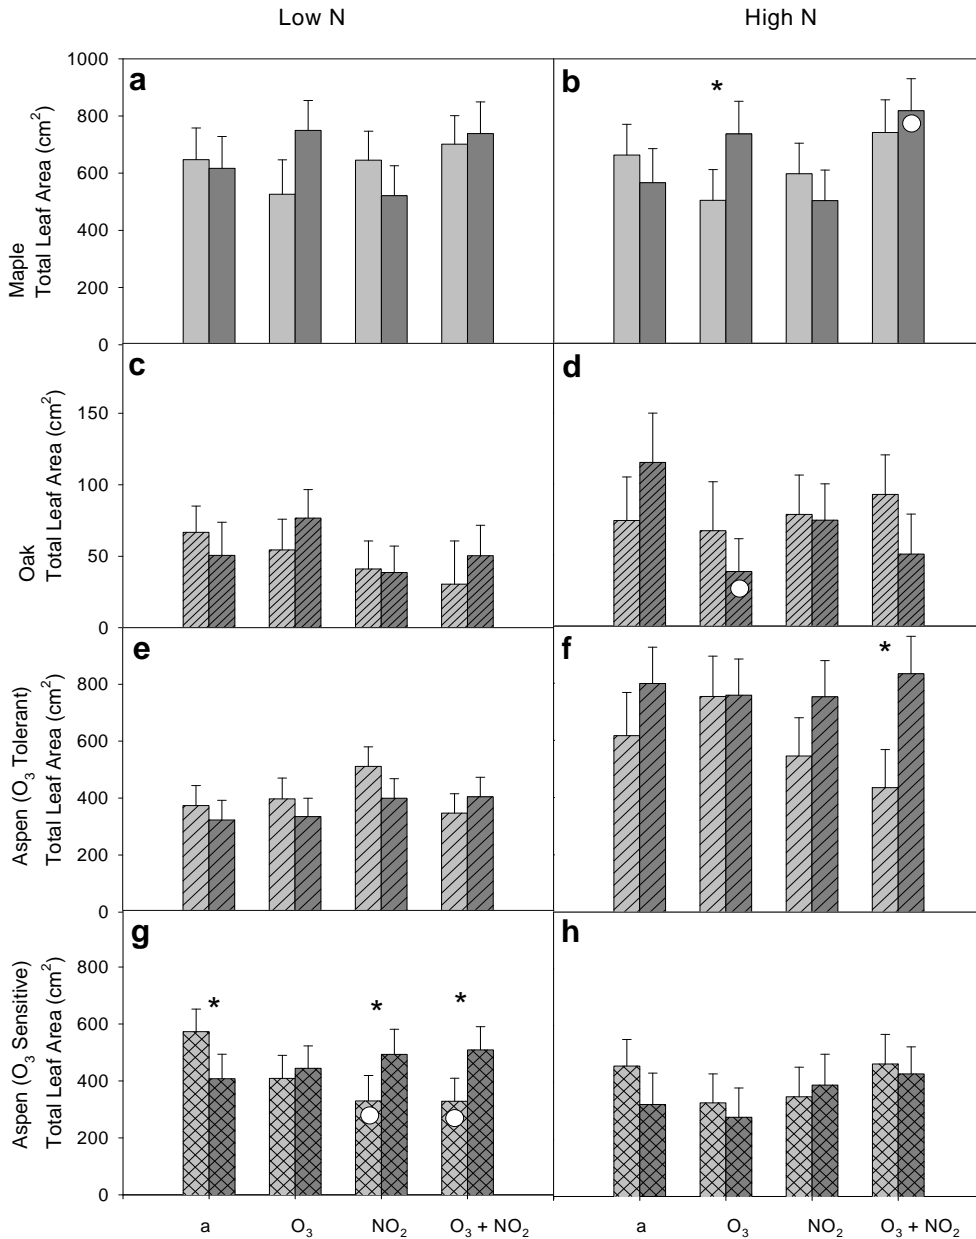 Low N High N
a b
*
Maple
Total Leaf Area (cm²)
1000
800
600
400
200
0
c d
Oak
Total Leaf Area (cm²)
150
100
50
0
e f
*
Aspen (O₃ Tolerant)
Total Leaf Area (cm²)
800
600
400
200
0
g h
* * *
Aspen (O₃ Sensitive)
Total Leaf Area (cm²)
800
600
400
200
0
a O₃ NO₂ O₃ + NO₂ a O₃ NO₂ O₃ + NO₂